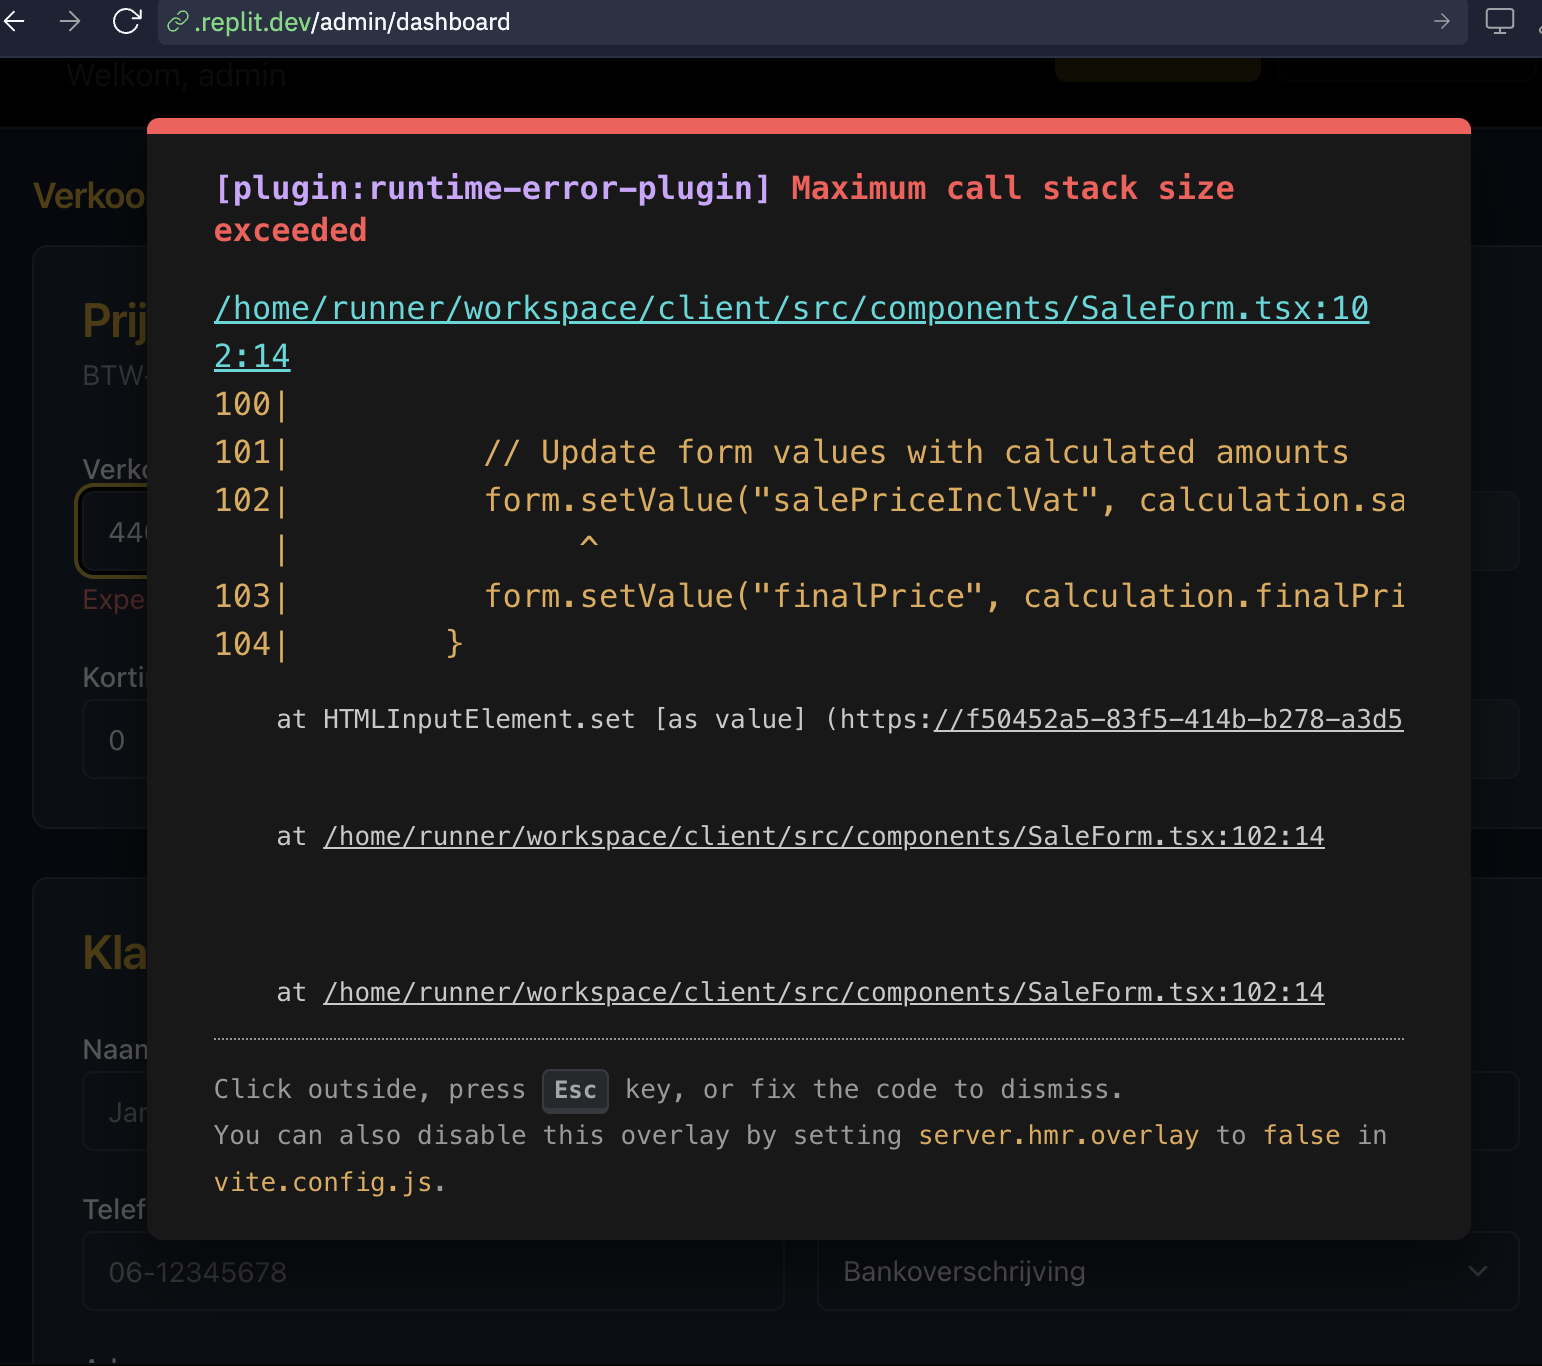 .replit.dev/admin/dashboard
Welkom, admin
[plugin:runtime-error-plugin] Maximum call stack size
exceeded
Verkoo
/home/runner/workspace/client/src/components/SaleForm.tsx:10
2:14
Prij
BTW-
100|
101| // Update form values with calculated amounts
Verko
102| form.setValue("salePriceInclVat", calculation.sa
440
| ^
103| form.setValue("finalPrice", calculation.finalPri
Expe
104| }
Korti
at HTMLInputElement.set [as value] (https://f50452a5-83f5-414b-b278-a3d5
0
at /home/runner/workspace/client/src/components/SaleForm.tsx:102:14
Kla
at /home/runner/workspace/client/src/components/SaleForm.tsx:102:14
Naam
Click outside, press Esc key, or fix the code to dismiss.
Jan
You can also disable this overlay by setting server.hmr.overlay to false in
vite.config.js.
Telef
06-12345678
Bankoverschrijving